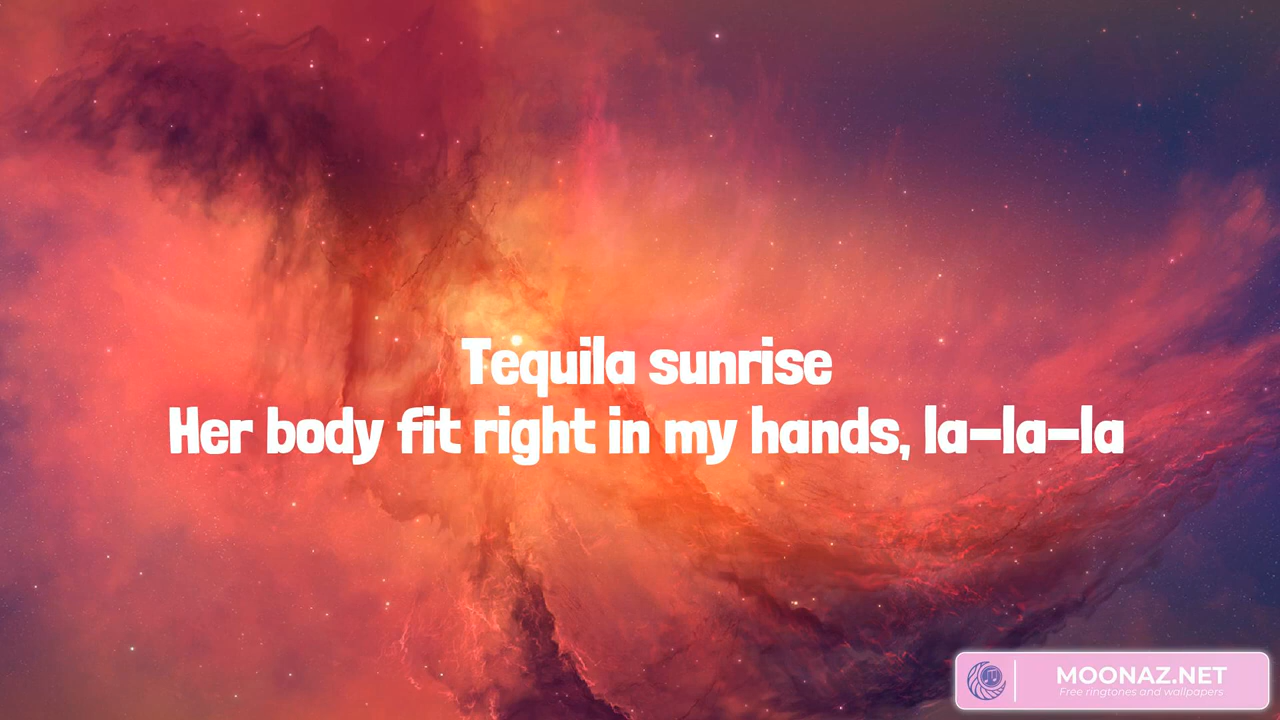 Tequila sunrise
Her body fit right in my hands, la-la-la
MOONAZ.NET
Free ringtones and wallpapers